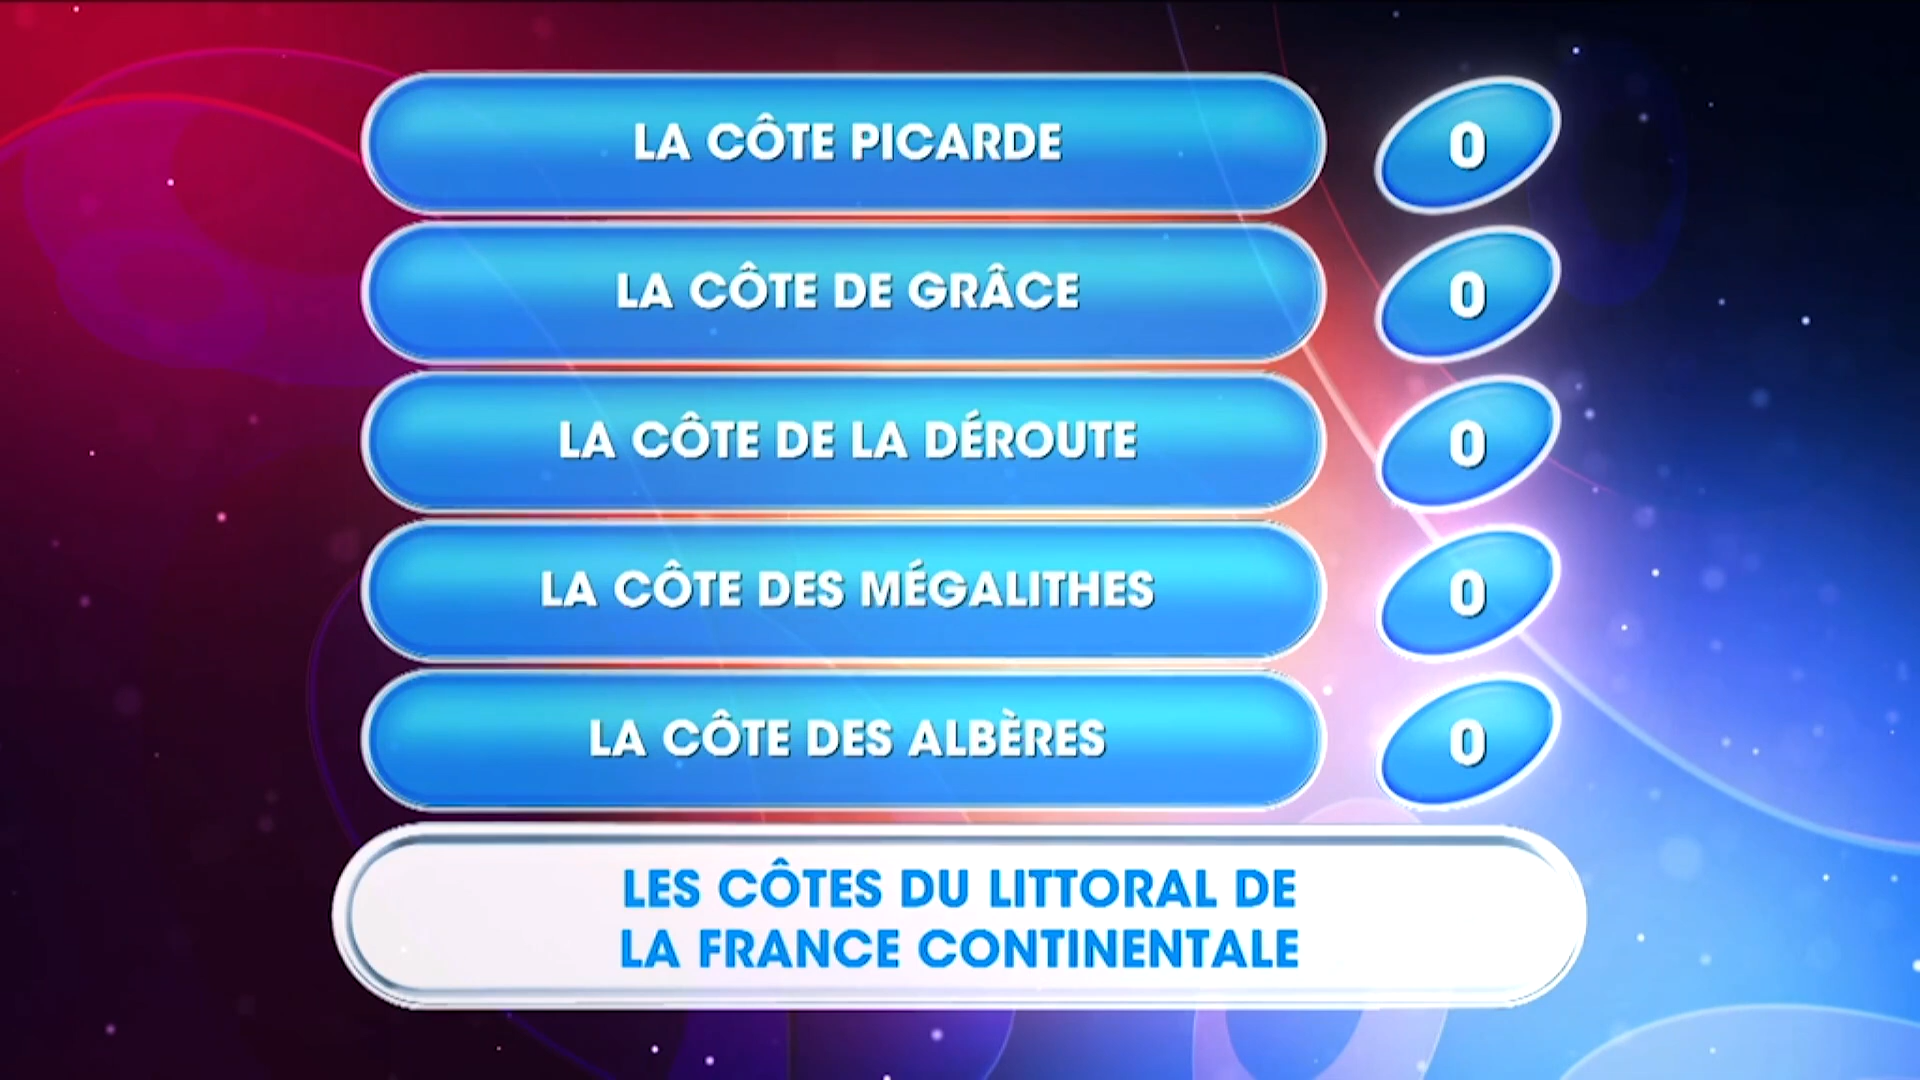 LA CÔTE PICARDE 0
LA CÔTE DE GRÂCE 0
LA CÔTE DE LA DÉROUTE 0
LA CÔTE DES MÉGALITHES 0
LA CÔTE DES ALBÈRES 0
LES CÔTES DU LITTORAL DE
LA FRANCE CONTINENTALE